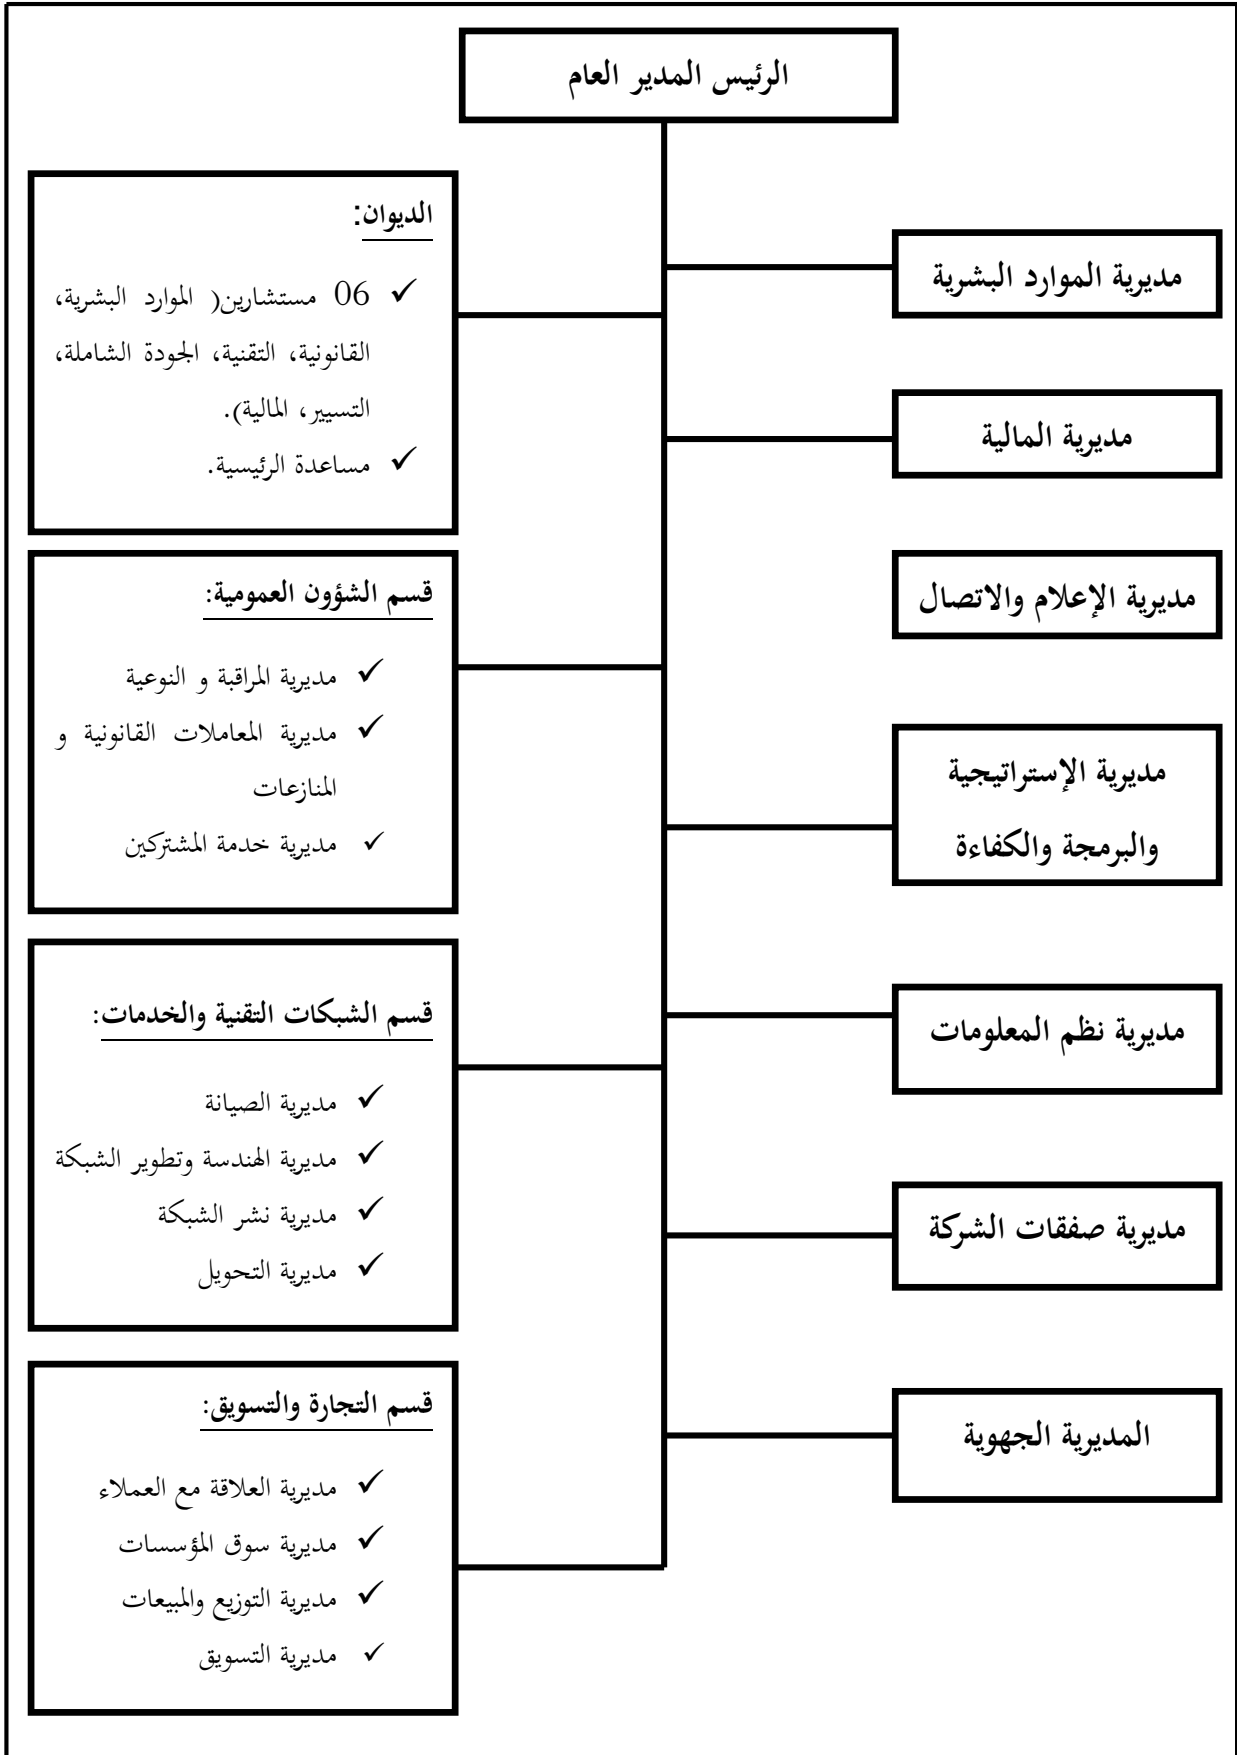 الرئيس المدير العام
مديرية الموارد البشرية
مديرية المالية
مديرية الإعلام والاتصال
مديرية الإستراتيجية
والبرمجة والكفاءة
مديرية نظم المعلومات
مديرية صفقات الشركة
المديرية الجهوية
الديوان:
✓ 06 مستشارين( الموارد البشرية،
القانونية، التقنية، الجودة الشاملة،
التسيير، المالية).
✓ مساعدة الرئيسية.
قسم الشؤون العمومية:
✓ مديرية المراقبة و النوعية
✓ مديرية المعاملات القانونية و
المنازعات
✓ مديرية خدمة المشتركين
قسم الشبكات التقنية والخدمات:
✓ مديرية الصيانة
✓ مديرية الهندسة وتطوير الشبكة
✓ مديرية نشر الشبكة
✓ مديرية التحويل
قسم التجارة والتسويق:
✓ مديرية العلاقة مع العملاء
✓ مديرية سوق المؤسسات
✓ مديرية التوزيع والمبيعات
✓ مديرية التسويق